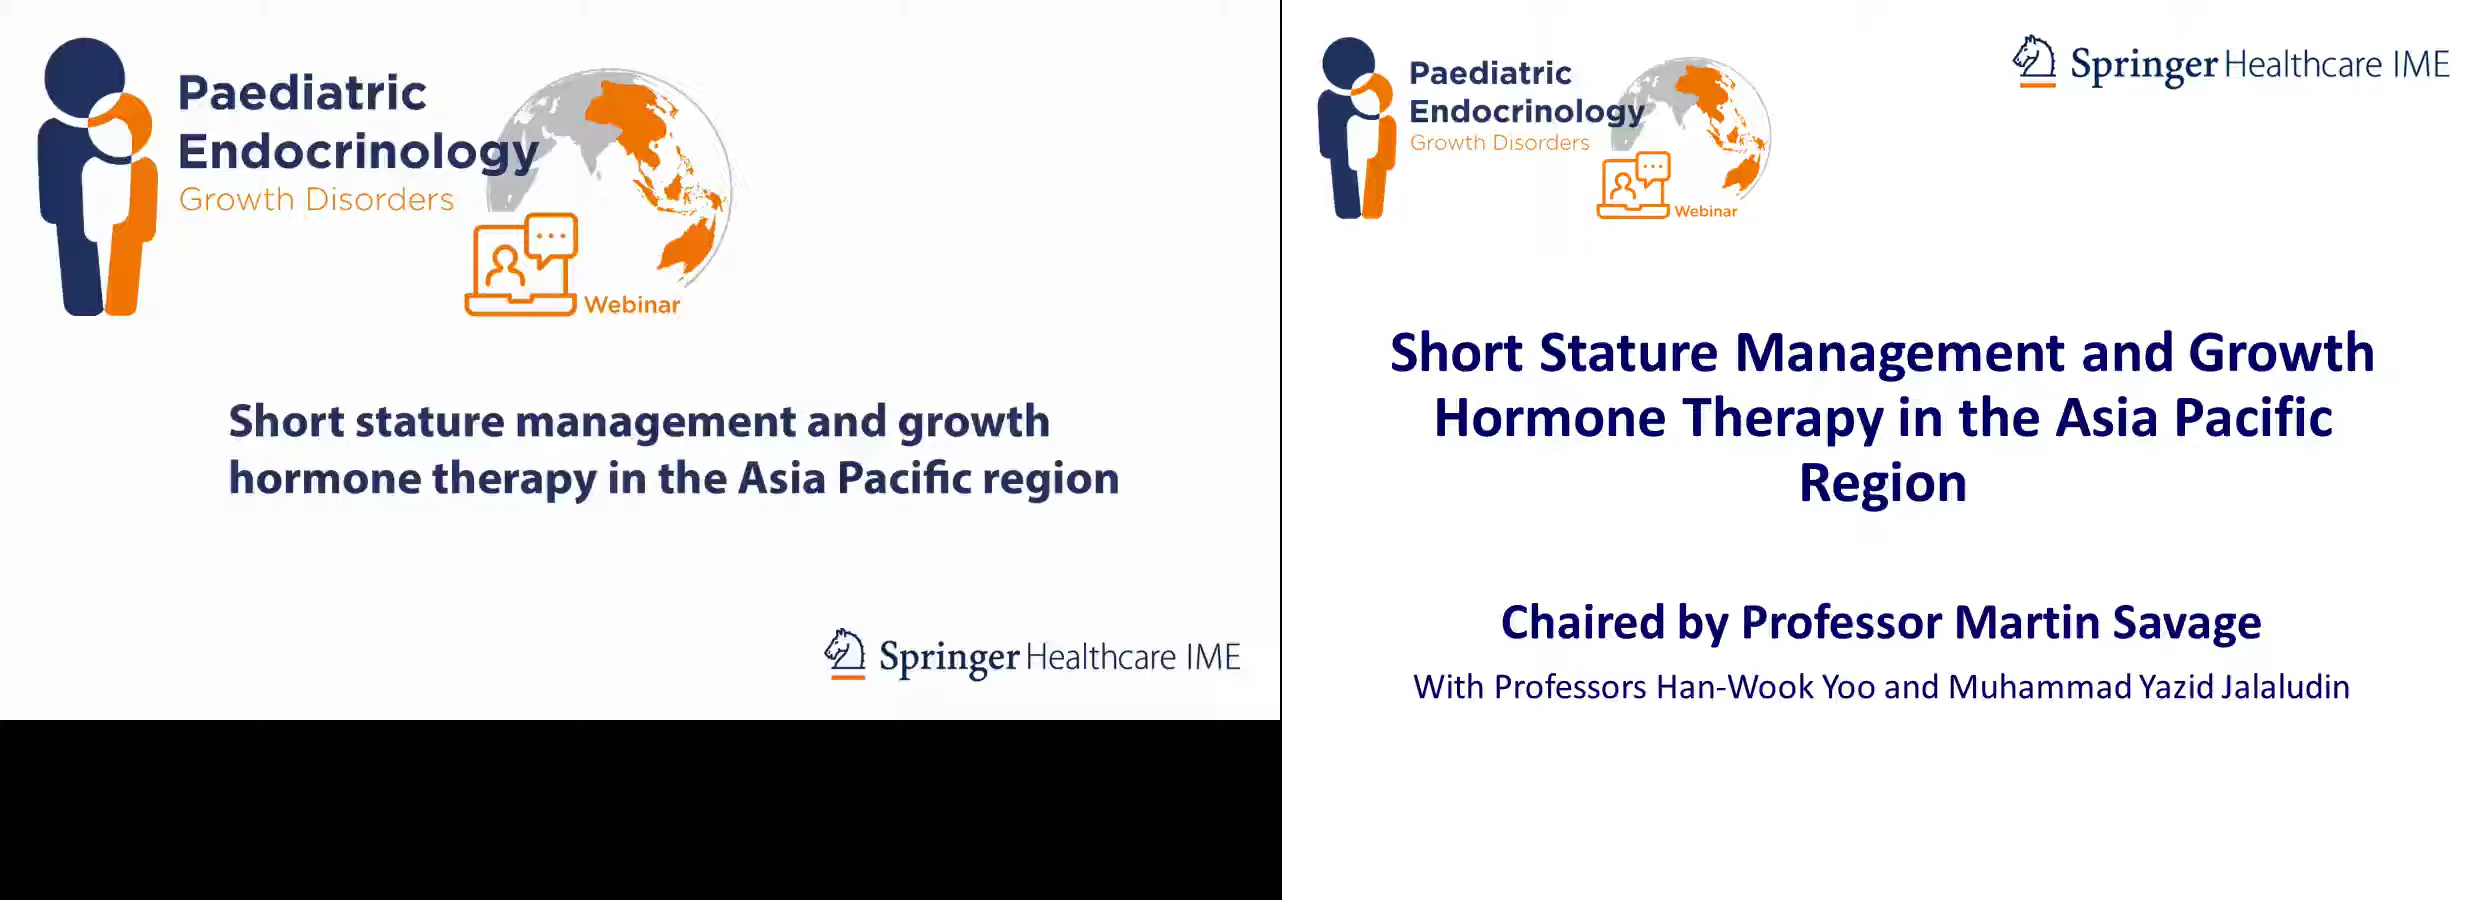 Paediatric
Endocrinology
Growth Disorders
Webinar
Short stature management and growth
hormone therapy in the Asia Pacific region
Springer Healthcare IME
Paediatric
Endocrinology
Growth Disorders
Webinar
Springer Healthcare IME
Short Stature Management and Growth
Hormone Therapy in the Asia Pacific
Region
Chaired by Professor Martin Savage
With Professors Han-Wook Yoo and Muhammad Yazid Jalaludin